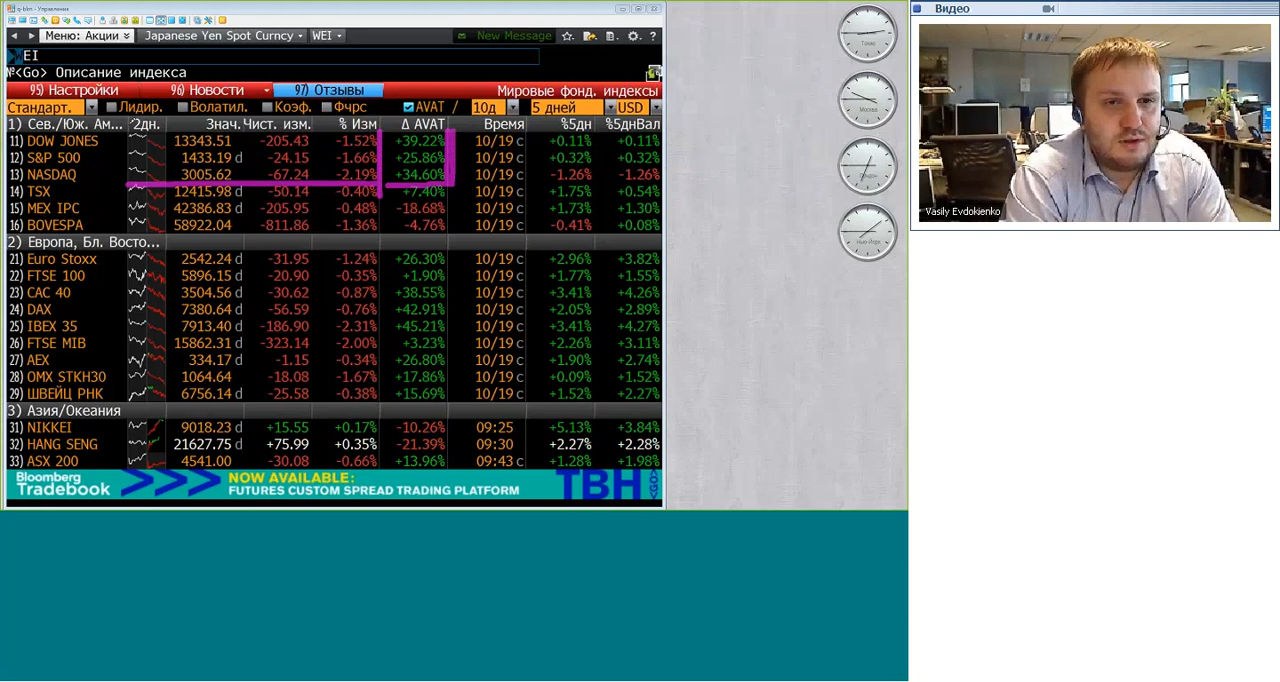 q-bkn - Управление
Видео
Меню: Акции Japanese Yen Spot Curncy WEI New Message ?
EI
№<Go> Описание индекса
95) Настройки 96) Новости 97) Отзывы Мировые фонд. индексы
Стандарт. Лидир. Волатил. Коэф. Фчрс AVAT / 10д 5 дней USD
1) Сев./Юж. Ам... 2дн. Знач. Чист. изм. % Изм Δ AVAT Время %5дн %5днВал
11) DOW JONES 13343.51 -205.43 -1.52% +39.22% 10/19 c +0.11% +0.11%
12) S&P 500 1433.19 d -24.15 -1.66% +25.86% 10/19 c +0.32% +0.32%
13) NASDAQ 3005.62 -67.24 -2.19% +34.60% 10/19 c -1.26% -1.26%
14) TSX 12415.98 d -50.14 -0.40% +7.40% 10/19 c +1.75% +0.54%
15) MEX IPC 42386.83 d -205.95 -0.48% -18.68% 10/19 c +1.73% +1.30%
16) BOVESPA 58922.04 -811.86 -1.36% -4.76% 10/19 c -0.41% +0.08%
2) Европа, Бл. Восто...
21) Euro Stoxx 2542.24 d -31.95 -1.24% +26.30% 10/19 c +2.96% +3.82%
22) FTSE 100 5896.15 d -20.90 -0.35% +1.90% 10/19 c +1.77% +1.55%
23) CAC 40 3504.56 d -30.62 -0.87% +38.55% 10/19 c +3.41% +4.26%
24) DAX 7380.64 d -56.59 -0.76% +42.91% 10/19 c +2.05% +2.89%
25) IBEX 35 7913.40 d -186.90 -2.31% +45.21% 10/19 c +3.41% +4.27%
26) FTSE MIB 15862.31 d -323.14 -2.00% +3.23% 10/19 c +2.26% +3.11%
27) AEX 334.17 d -1.15 -0.34% +26.80% 10/19 c +1.90% +2.74%
28) OMX STKH30 1064.64 -18.08 -1.67% +17.86% 10/19 c +0.09% +1.52%
29) ШВЕЙЦ РНК 6756.14 d -25.58 -0.38% +15.69% 10/19 c +1.52% +2.27%
3) Азия/Океания
31) NIKKEI 9018.23 d +15.55 +0.17% -10.26% 09:25 +5.13% +3.84%
32) HANG SENG 21627.75 d +75.99 +0.35% -21.39% 09:30 +2.27% +2.28%
33) ASX 200 4541.00 -30.08 -0.66% +13.96% 09:43 c +1.28% +1.98%
Bloomberg Tradebook
NOW AVAILABLE:
FUTURES CUSTOM SPREAD TRADING PLATFORM
TBH <GO>
Токио
Москва
Лондон
Нью-Йорк
Vasily Evdokienko